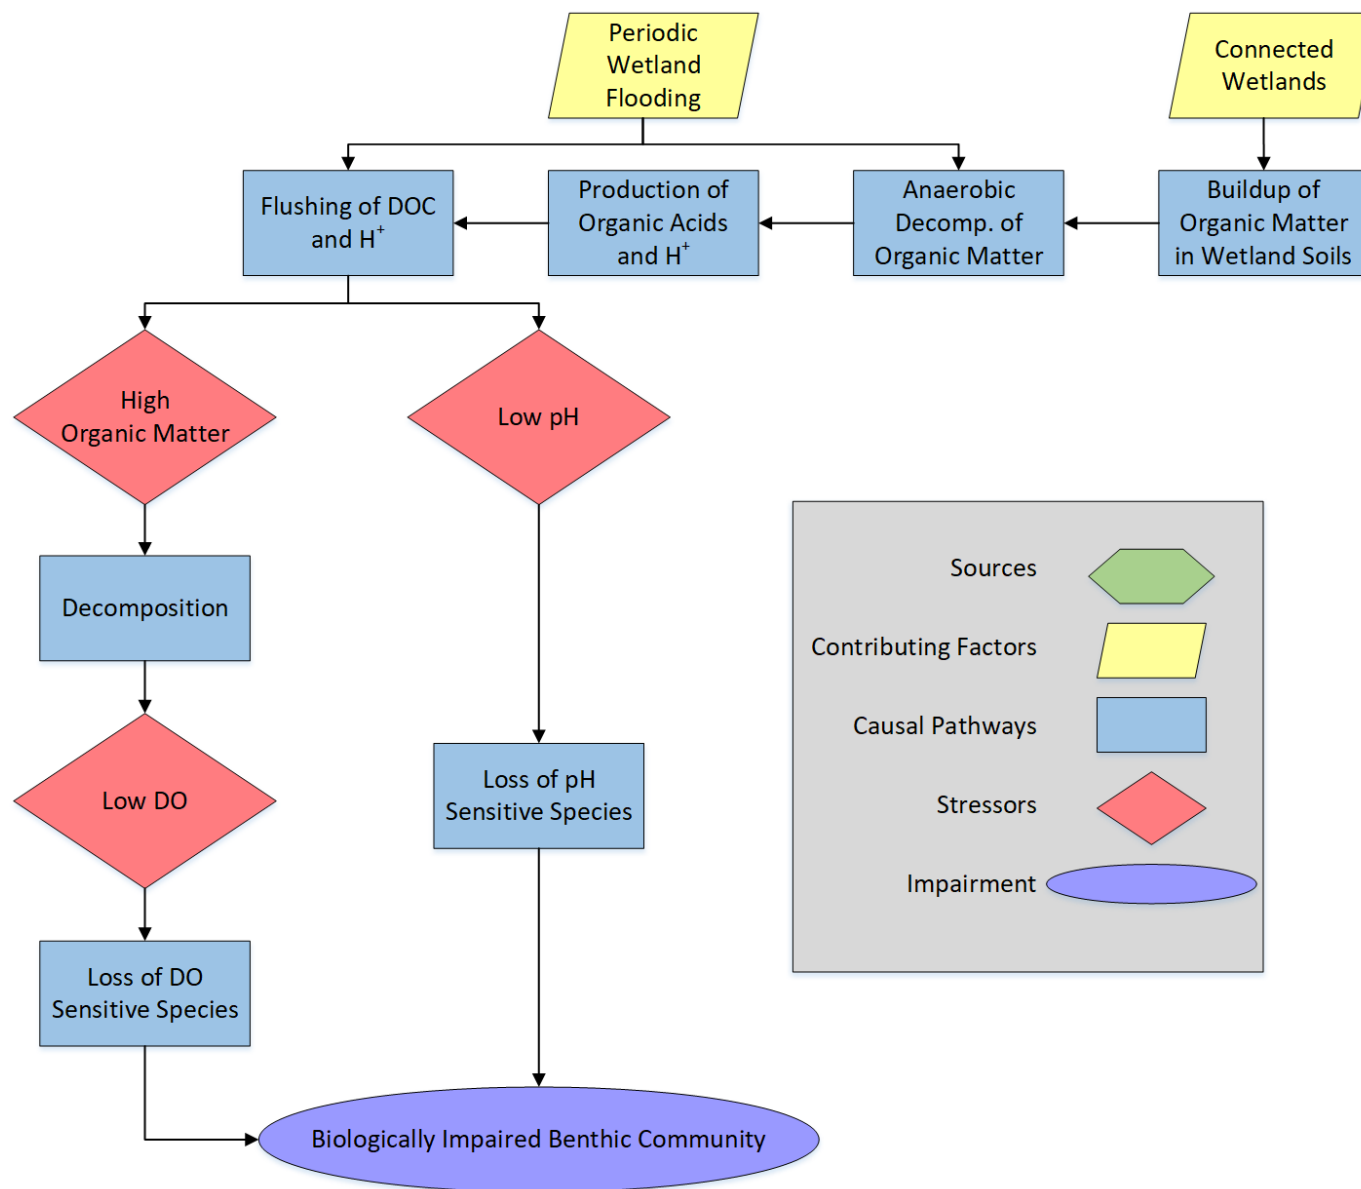 Periodic
Wetland
Flooding
Connected
Wetlands
Flushing of DOC
and H⁺
Production of
Organic Acids
and H⁺
Anaerobic
Decomp. of
Organic Matter
Buildup of
Organic Matter
in Wetland Soils
High
Organic Matter
Low pH
Decomposition
Low DO
Loss of pH
Sensitive Species
Loss of DO
Sensitive Species
Biologically Impaired Benthic Community
Sources
Contributing Factors
Causal Pathways
Stressors
Impairment